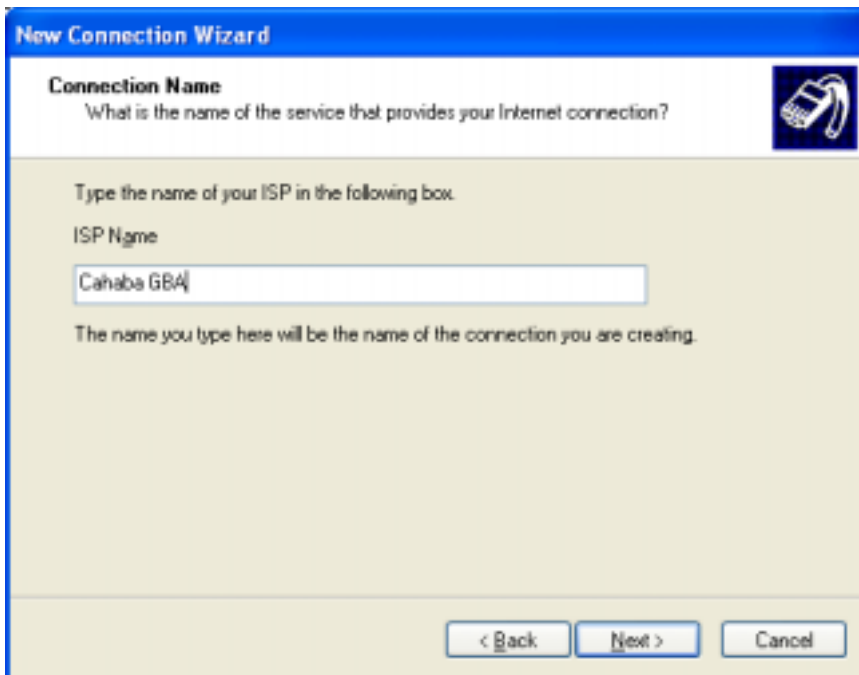 New Connection Wizard
Connection Name
What is the name of the service that provides your Internet connection?
Type the name of your ISP in the following box.
ISP Name
Cahaba GBA
The name you type here will be the name of the connection you are creating.
< Back Next > Cancel